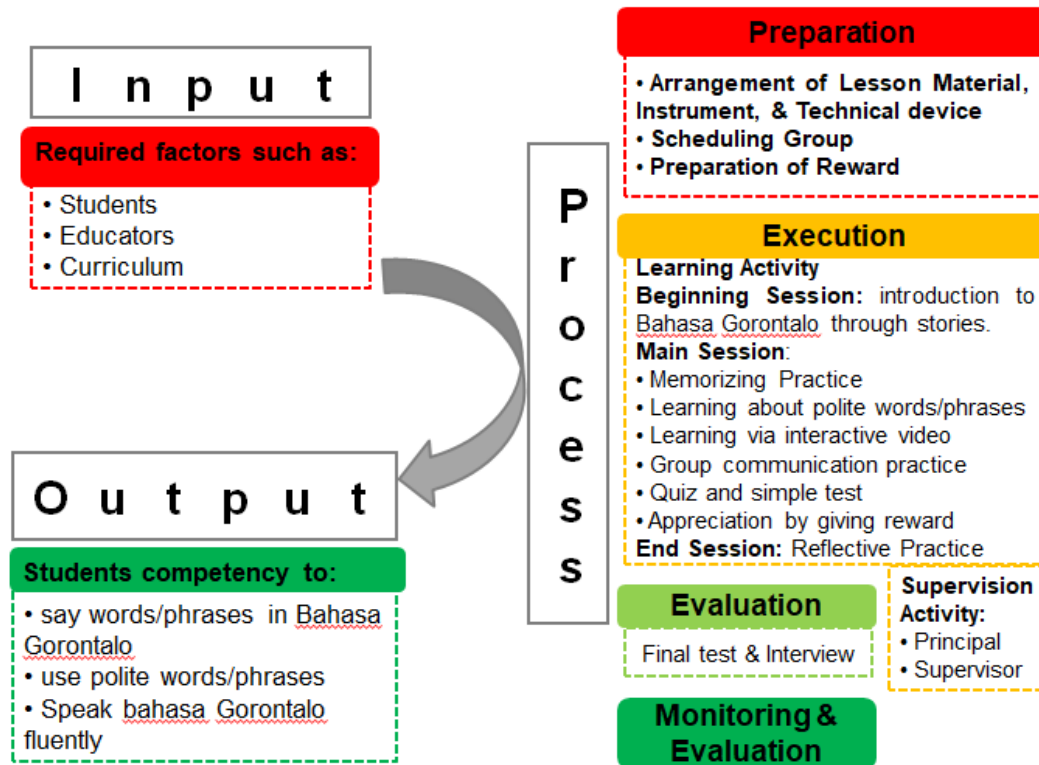 I n p u t
Required factors such as:
• Students
• Educators
• Curriculum
O u t p u t
Students competency to:
• say words/phrases in Bahasa
Gorontalo
• use polite words/phrases
• Speak bahasa Gorontalo
fluently
P
r
o
c
e
s
s
Preparation
• Arrangement of Lesson Material,
Instrument, & Technical device
• Scheduling Group
• Preparation of Reward
Execution
Learning Activity
Beginning Session: introduction to
Bahasa Gorontalo through stories.
Main Session:
• Memorizing Practice
• Learning about polite words/phrases
• Learning via interactive video
• Group communication practice
• Quiz and simple test
• Appreciation by giving reward
End Session: Reflective Practice
Supervision
Activity:
• Principal
• Supervisor
Evaluation
Final test & Interview
Monitoring &
Evaluation